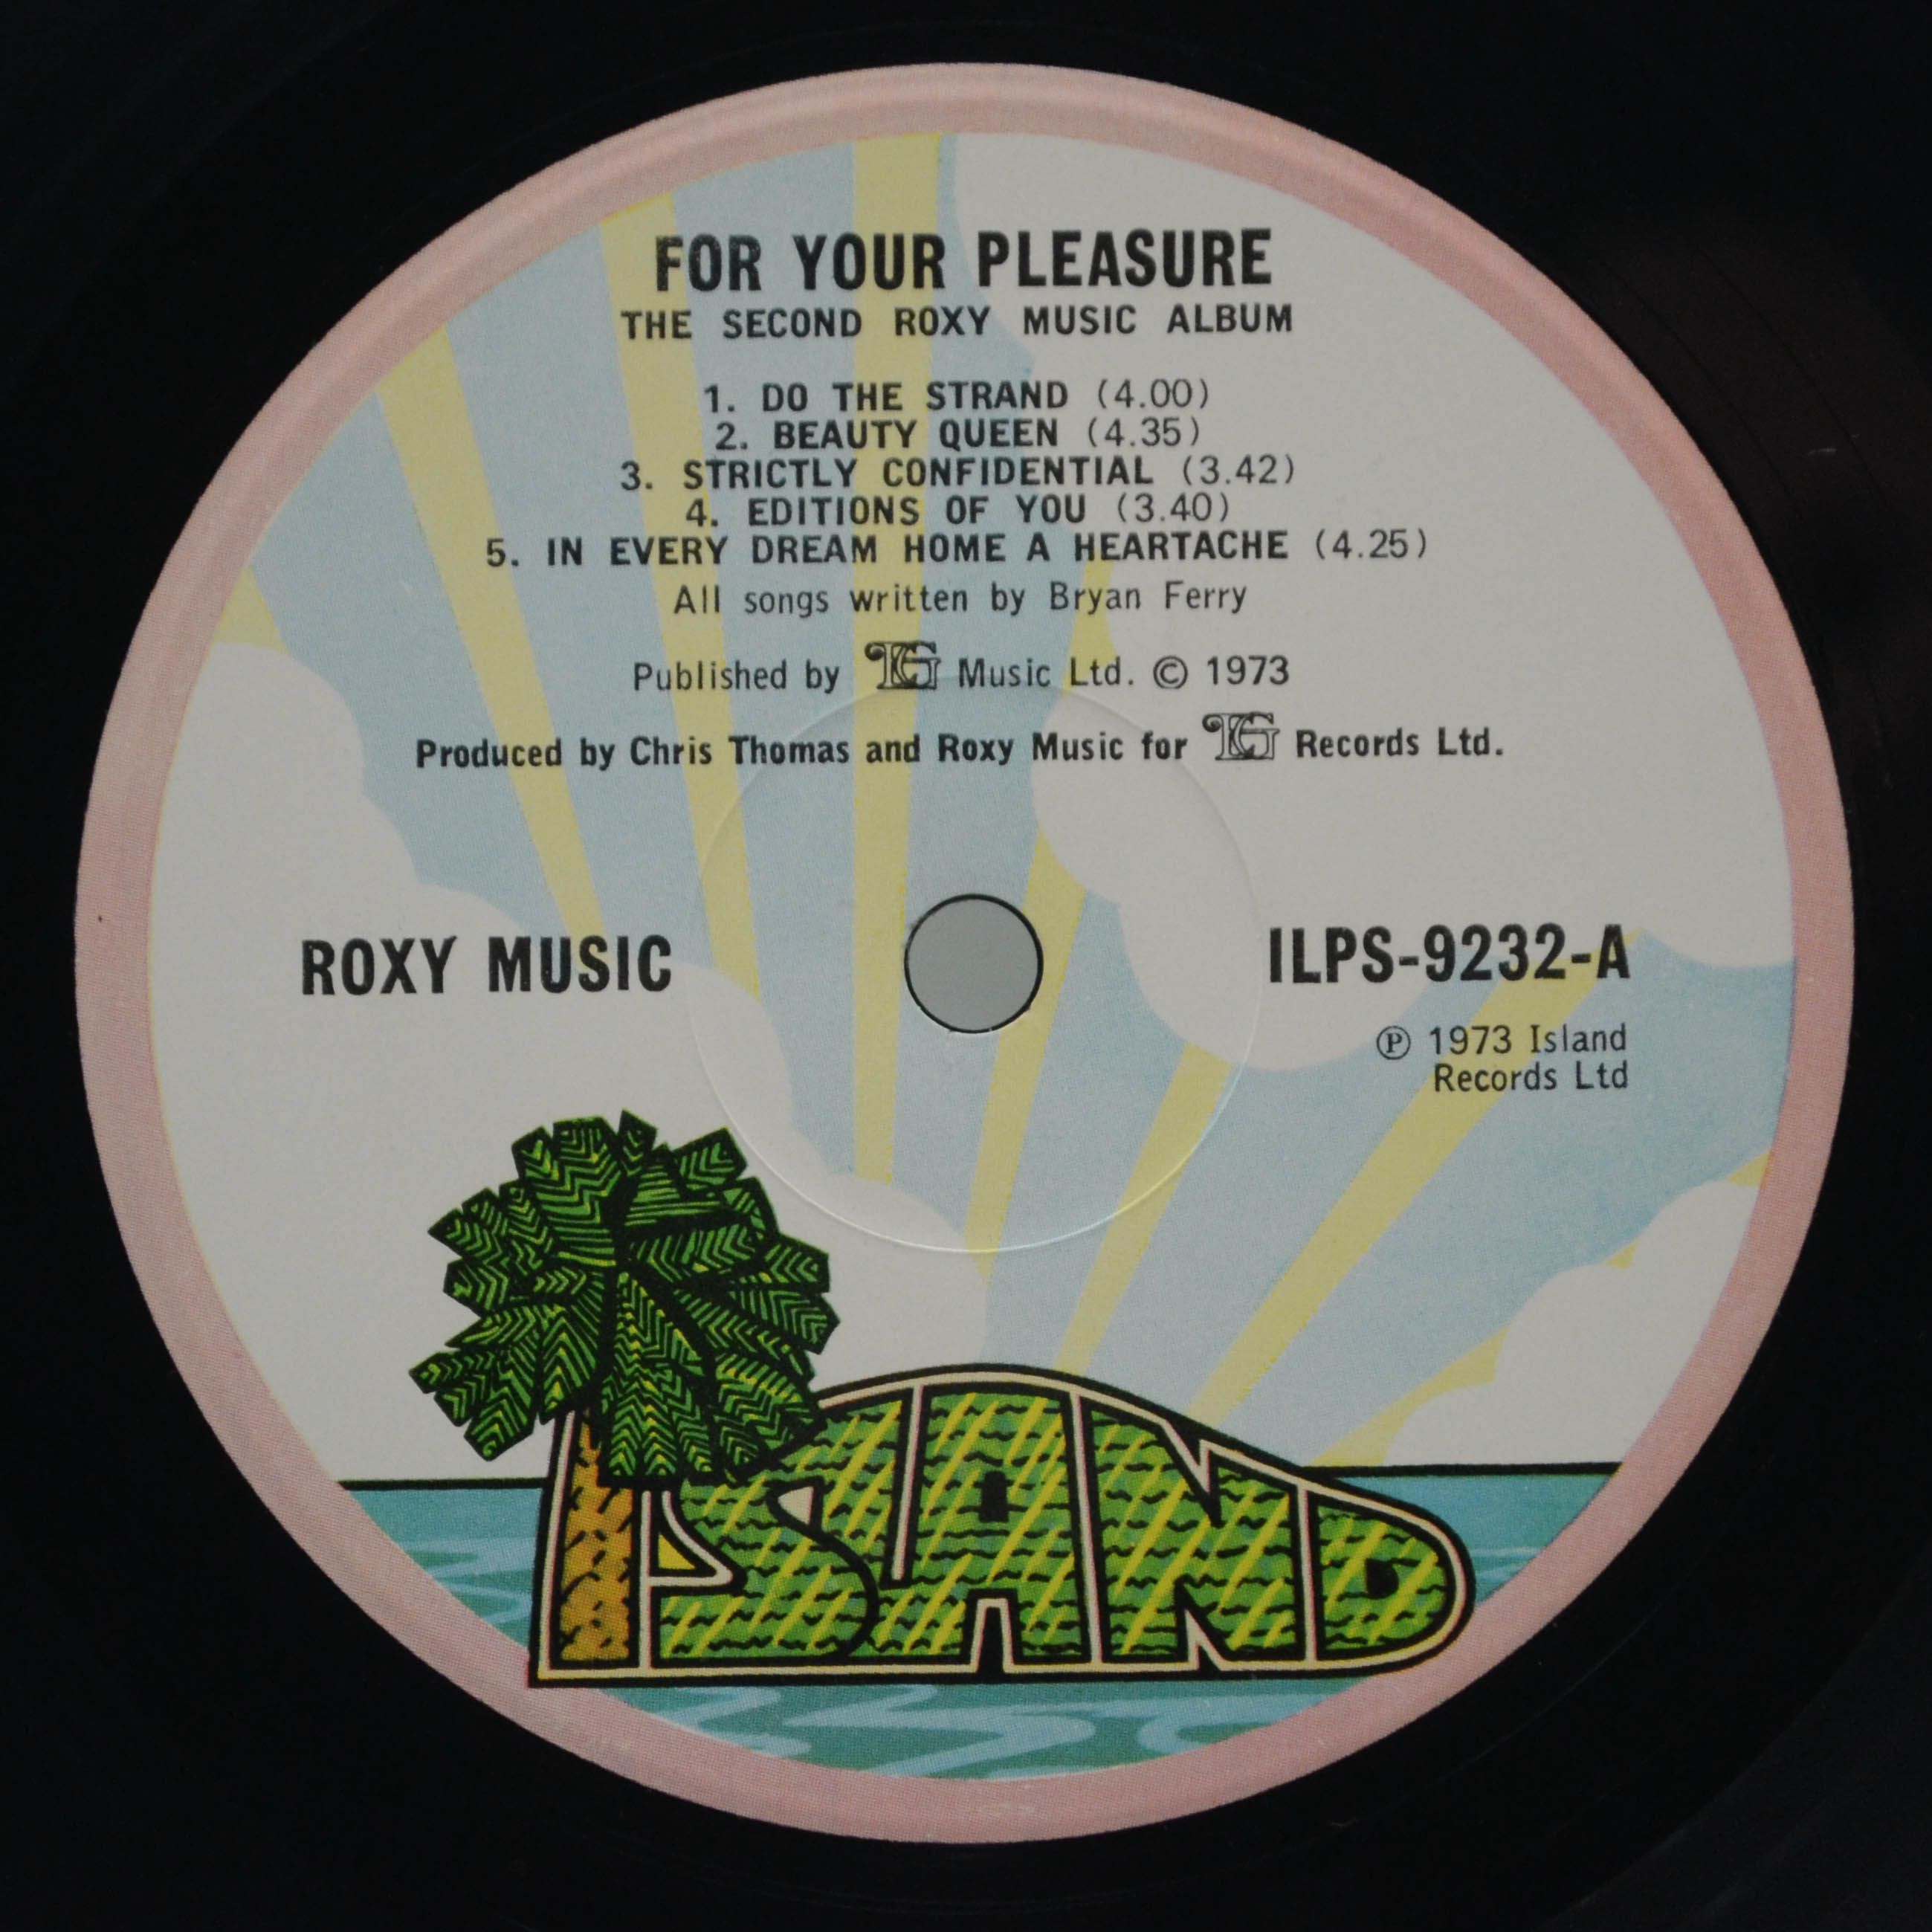 FOR YOUR PLEASURE
THE SECOND ROXY MUSIC ALBUM
1. DO THE STRAND (4.00)
2. BEAUTY QUEEN (4.35)
3. STRICTLY CONFIDENTIAL (3.42)
4. EDITIONS OF YOU (3.40)
5. IN EVERY DREAM HOME A HEARTACHE (4.25)
All songs written by Bryan Ferry
Published by EG Music Ltd. © 1973
Produced by Chris Thomas and Roxy Music for EG Records Ltd.
ROXY MUSIC
ILPS-9232-A
℗ 1973 Island
Records Ltd
ISLAND